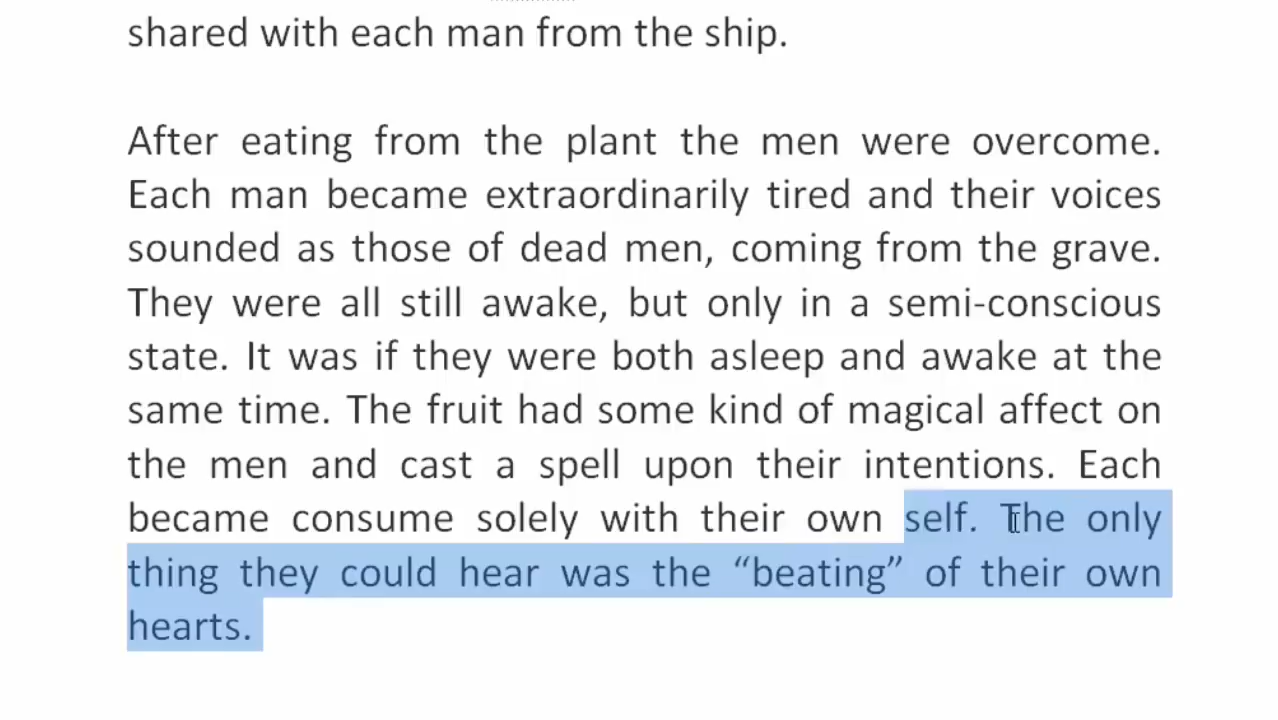 shared with each man from the ship.
After eating from the plant the men were overcome.
Each man became extraordinarily tired and their voices
sounded as those of dead men, coming from the grave.
They were all still awake, but only in a semi-conscious
state. It was if they were both asleep and awake at the
same time. The fruit had some kind of magical affect on
the men and cast a spell upon their intentions. Each
became consume solely with their own self. The only
thing they could hear was the “beating” of their own
hearts.